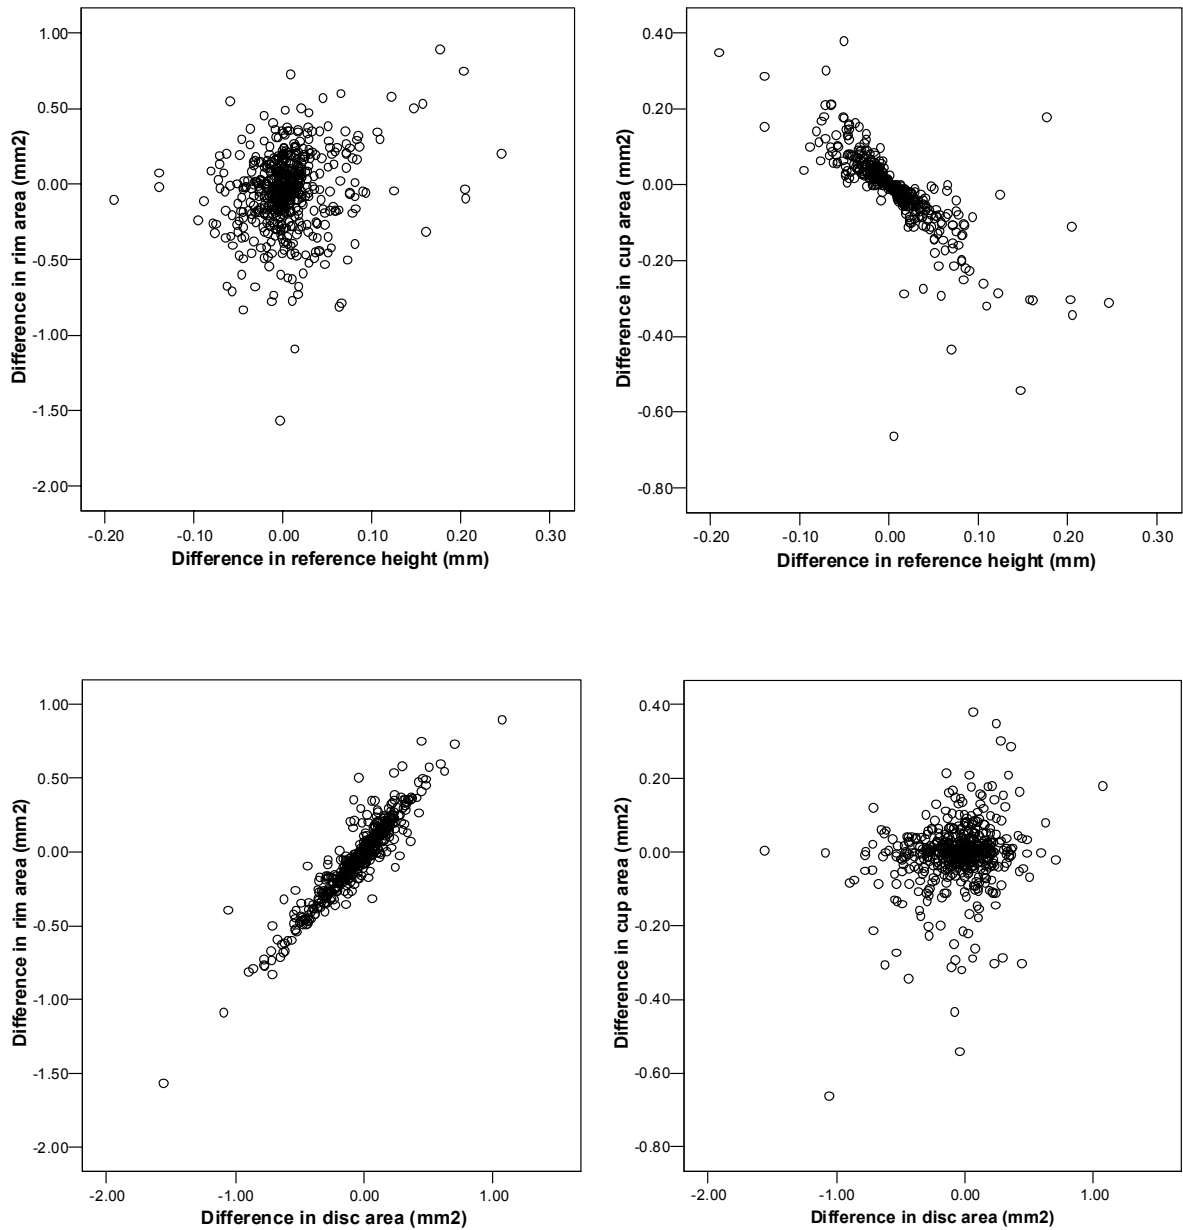 1.00
0.50
0.00
-0.50
-1.00
-1.50
-2.00
Difference in rim area (mm2)
-0.20 -0.10 0.00 0.10 0.20 0.30
Difference in reference height (mm)
0.40
0.20
0.00
-0.20
-0.40
-0.60
-0.80
Difference in cup area (mm2)
-0.20 -0.10 0.00 0.10 0.20 0.30
Difference in reference height (mm)
1.00
0.50
0.00
-0.50
-1.00
-1.50
-2.00
Difference in rim area (mm2)
-2.00 -1.00 0.00 1.00
Difference in disc area (mm2)
0.40
0.20
0.00
-0.20
-0.40
-0.60
-0.80
Difference in cup area (mm2)
-2.00 -1.00 0.00 1.00
Difference in disc area (mm2)